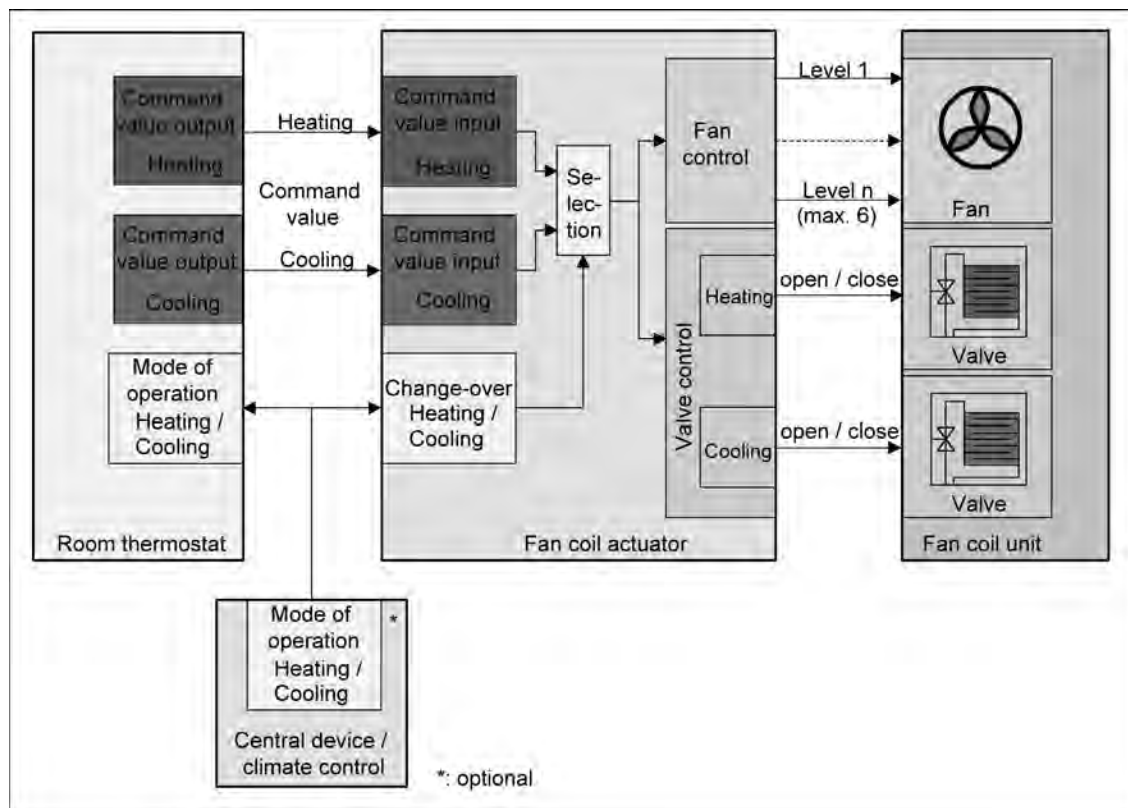 Command
value output
Heating
Command
value output
Cooling
Mode of
operation
Heating /
Cooling
Room thermostat
Heating
Command
value
Cooling
Command
value input
Heating
Command
value input
Cooling
Change-over
Heating /
Cooling
Se-
lec-
tion
Fan
control
Valve control
Heating
Cooling
Fan coil actuator
Level 1
Level n
(max. 6)
open / close
open / close
Fan
Valve
Valve
Fan coil unit
Mode of
operation
Heating /
Cooling
*
Central device /
climate control
*: optional